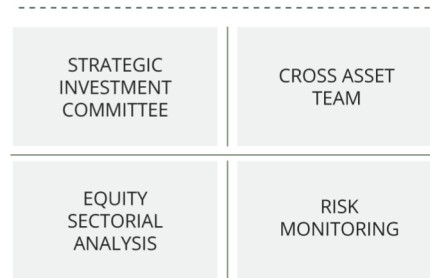 STRATEGIC
INVESTMENT
COMMITTEE
CROSS ASSET
TEAM
EQUITY
SECTORIAL
ANALYSIS
RISK
MONITORING